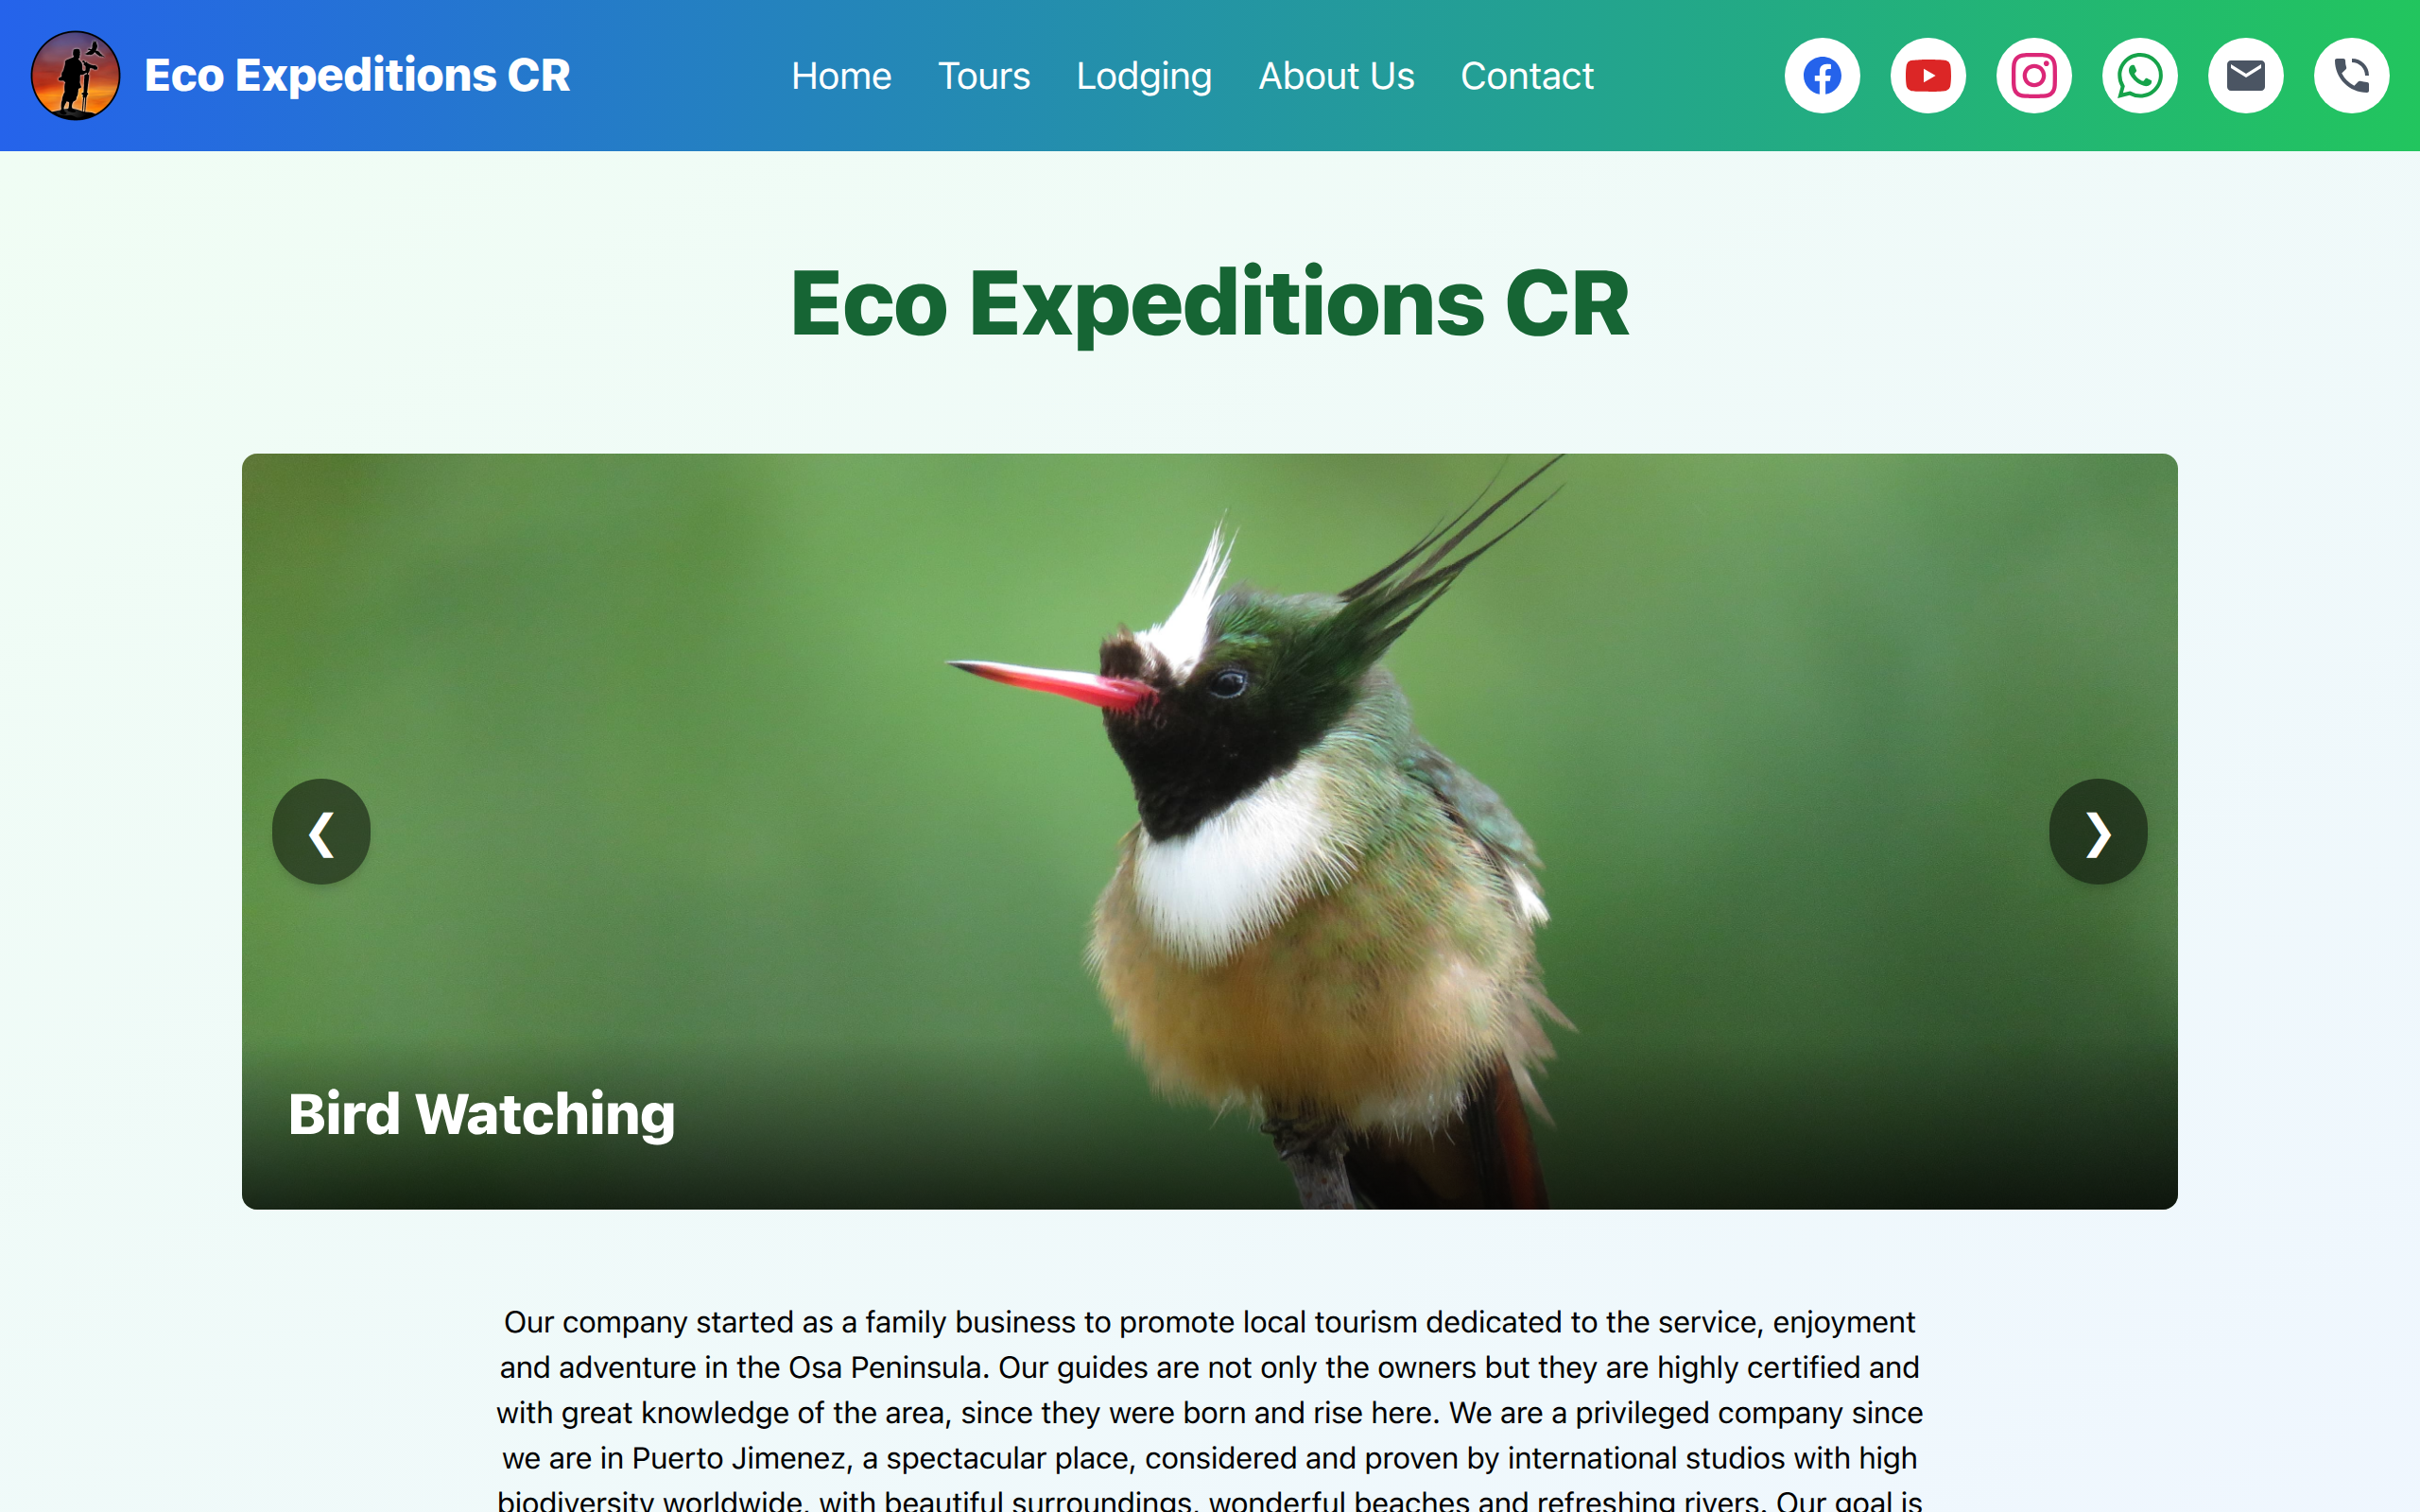 Eco Expeditions CR
Home
Tours
Lodging
About Us
Contact
Eco Expeditions CR
❮
❯
Bird Watching
Our company started as a family business to promote local tourism dedicated to the service, enjoyment
and adventure in the Osa Peninsula. Our guides are not only the owners but they are highly certified and
with great knowledge of the area, since they were born and rise here. We are a privileged company since
we are in Puerto Jimenez, a spectacular place, considered and proven by international studios with high
biodiversity worldwide, with beautiful surroundings, wonderful beaches and refreshing rivers. Our goal is